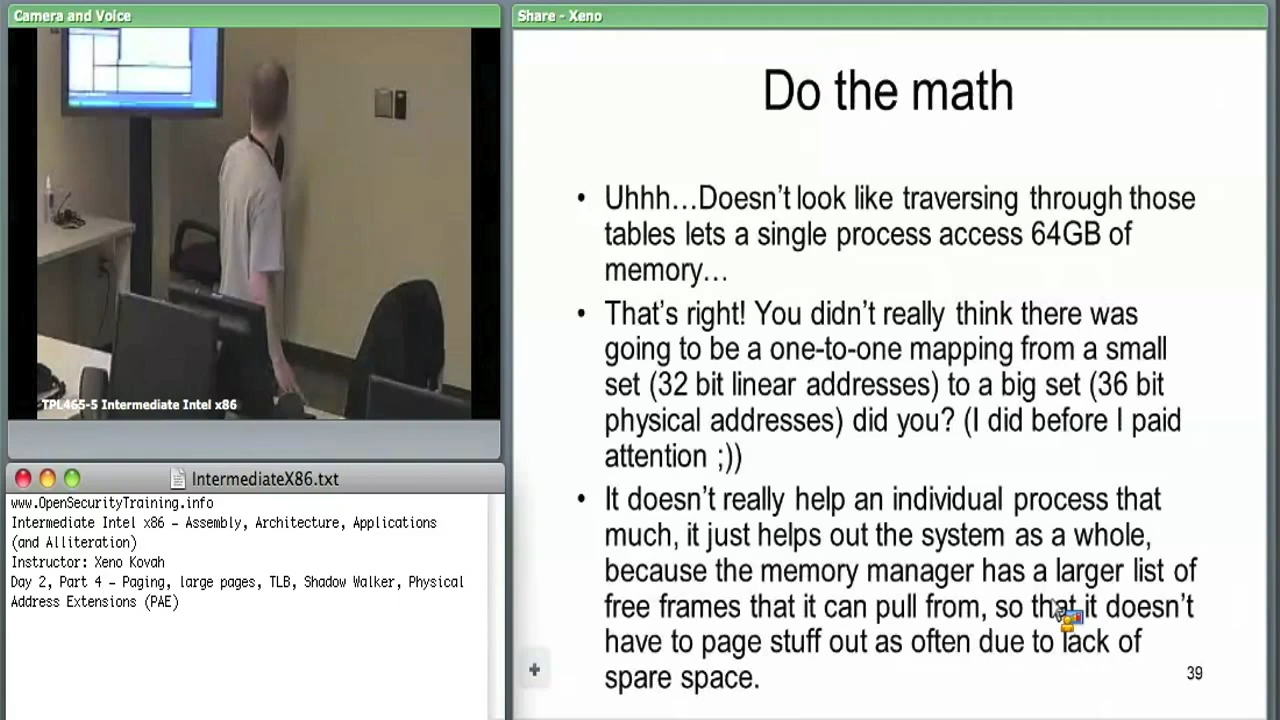 Camera and Voice
TPL465-5 Intermediate Intel x86
IntermediateX86.txt
www.OpenSecurityTraining.info
Intermediate Intel x86 – Assembly, Architecture, Applications
(and Alliteration)
Instructor: Xeno Kovah
Day 2, Part 4 – Paging, large pages, TLB, Shadow Walker, Physical
Address Extensions (PAE)
Share - Xeno
Do the math
• Uhhh…Doesn't look like traversing through those
tables lets a single process access 64GB of
memory…
• That's right! You didn't really think there was
going to be a one-to-one mapping from a small
set (32 bit linear addresses) to a big set (36 bit
physical addresses) did you? (I did before I paid
attention ;))
• It doesn't really help an individual process that
much, it just helps out the system as a whole,
because the memory manager has a larger list of
free frames that it can pull from, so that it doesn't
have to page stuff out as often due to lack of
spare space.
39